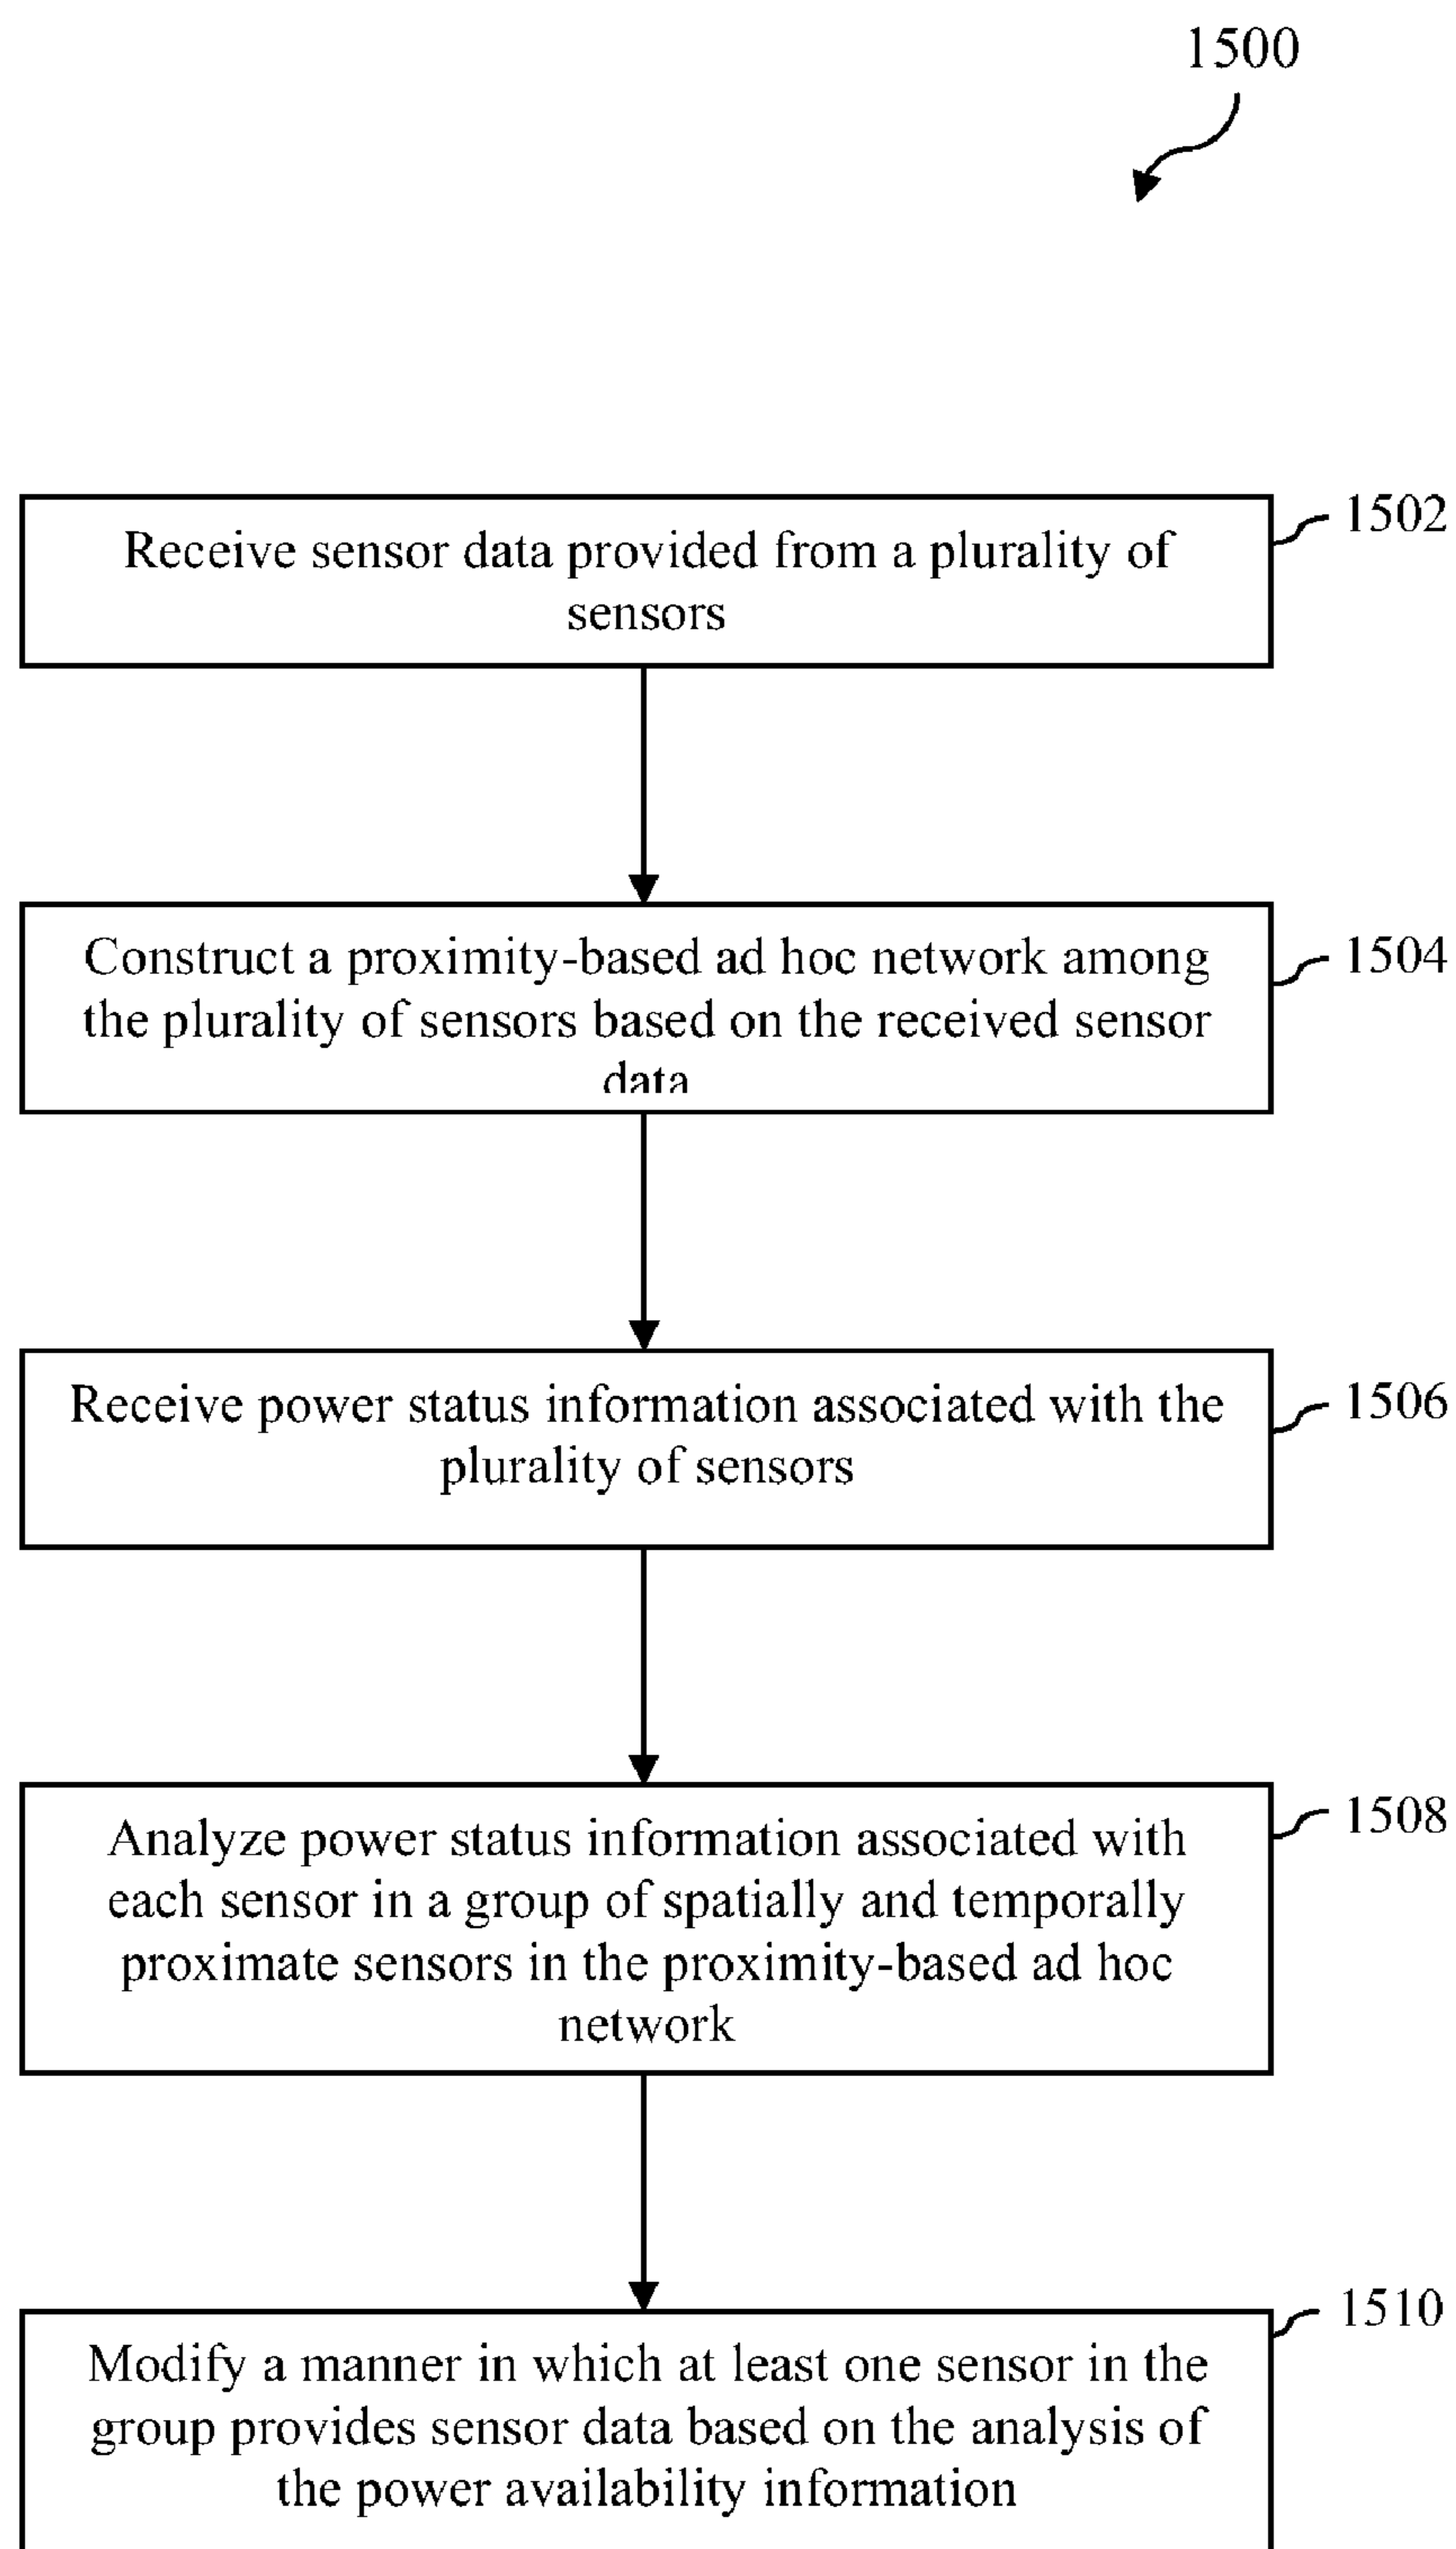 1500
Receive sensor data provided from a plurality of
sensors
1502
Construct a proximity-based ad hoc network among
the plurality of sensors based on the received sensor
data
1504
Receive power status information associated with the
plurality of sensors
1506
Analyze power status information associated with
each sensor in a group of spatially and temporally
proximate sensors in the proximity-based ad hoc
network
1508
Modify a manner in which at least one sensor in the
group provides sensor data based on the analysis of
the power availability information
1510